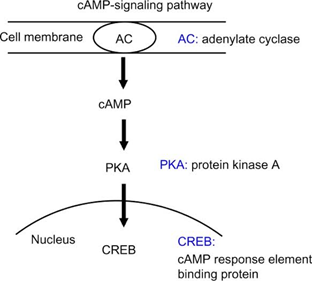 cAMP-signaling pathway
Cell membrane AC AC: adenylate cyclase
cAMP
PKA PKA: protein kinase A
Nucleus CREB CREB:
cAMP response element
binding protein